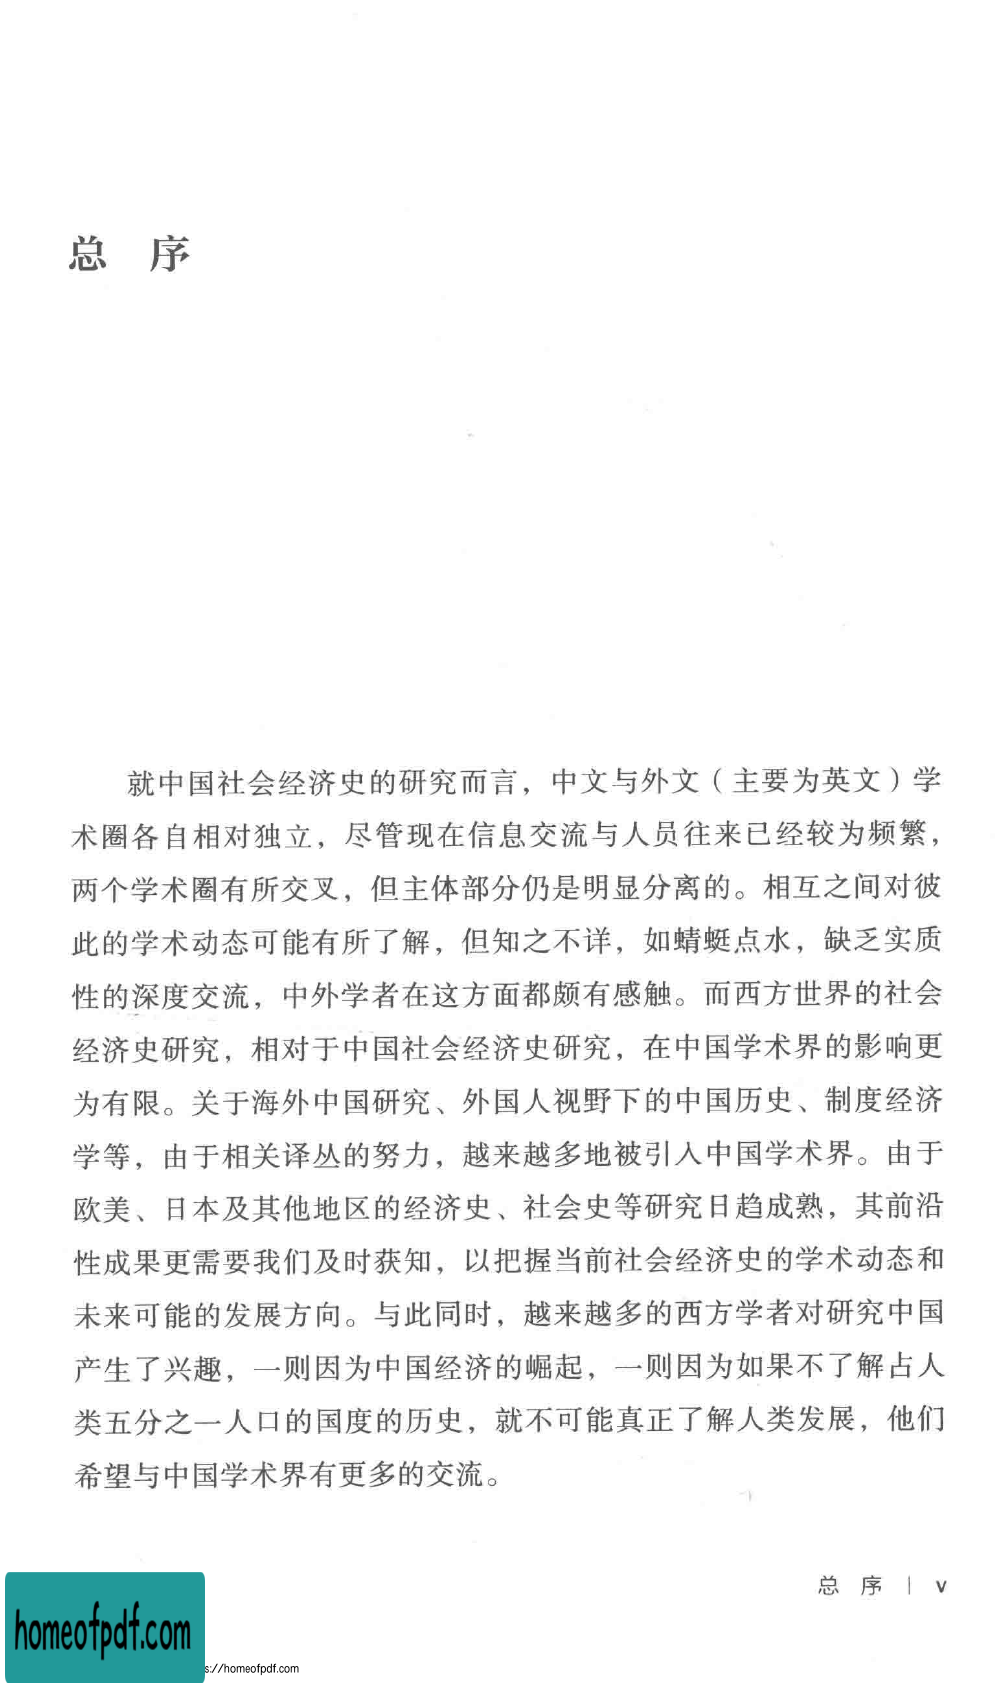 总 序
就中国社会经济史的研究而言，中文与外文（主要为英文）学
术圈各自相对独立，尽管现在信息交流与人员往来已经较为频繁，
两个学术圈有所交叉，但主体部分仍是明显分离的。相互之间对彼
此的学术动态可能有所了解，但知之不详，如蜻蜓点水，缺乏实质
性的深度交流，中外学者在这方面都颇有感触。而西方世界的社会
经济史研究，相对于中国社会经济史研究，在中国学术界的影响更
为有限。关于海外中国研究、外国人视野下的中国历史、制度经济
学等，由于相关译丛的努力，越来越多地被引入中国学术界。由于
欧美、日本及其他地区的经济史、社会史等研究日趋成熟，其前沿
性成果更需要我们及时获知，以把握当前社会经济史的学术动态和
未来可能的发展方向。与此同时，越来越多的西方学者对研究中国
产生了兴趣，一则因为中国经济的崛起，一则因为如果不了解占人
类五分之一人口的国度的历史，就不可能真正了解人类发展，他们
希望与中国学术界有更多的交流。
总 序 | v
homeofpdf.com
s://homeofpdf.com